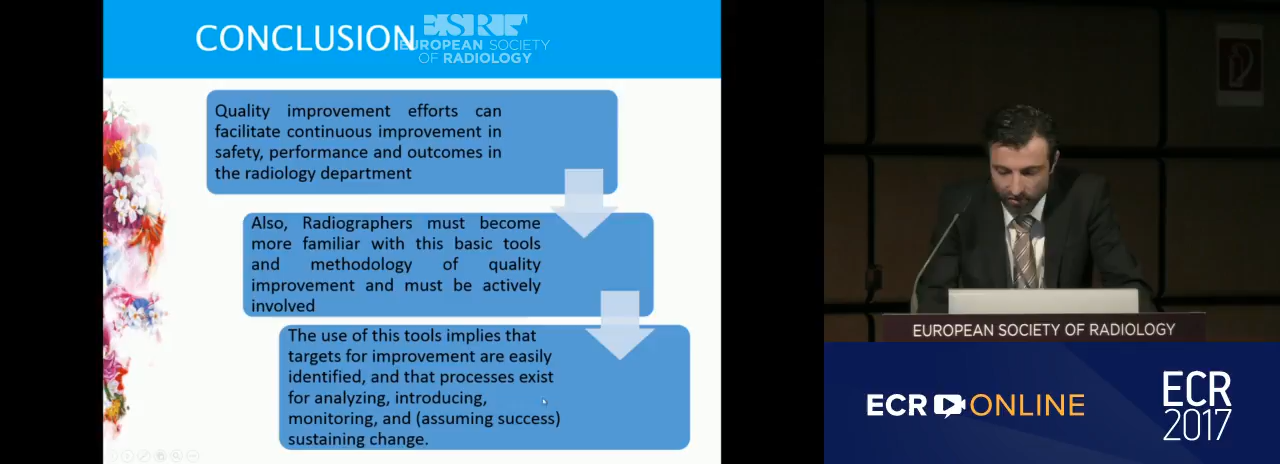 CONCLUSION
ESR
EUROPEAN SOCIETY
OF RADIOLOGY
Quality improvement efforts can
facilitate continuous improvement in
safety, performance and outcomes in
the radiology department
Also, Radiographers must become
more familiar with this basic tools
and methodology of quality
improvement and must be actively
involved
The use of this tools implies that
targets for improvement are easily
identified, and that processes exist
for analyzing, introducing,
monitoring, and (assuming success)
sustaining change.
EUROPEAN SOCIETY OF RADIOLOGY
ECR ONLINE
ECR
2017